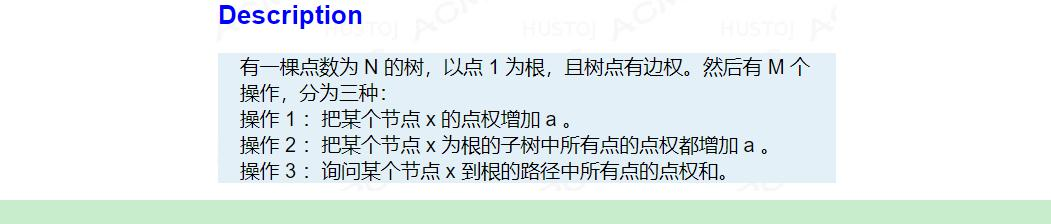 Description
有一棵点数为 N 的树，以点 1 为根，且树点有边权。然后有 M 个
操作，分为三种：
操作 1 ：把某个节点 x 的点权增加 a 。
操作 2 ：把某个节点 x 为根的子树中所有点的点权都增加 a 。
操作 3 ：询问某个节点 x 到根的路径中所有点的点权和。